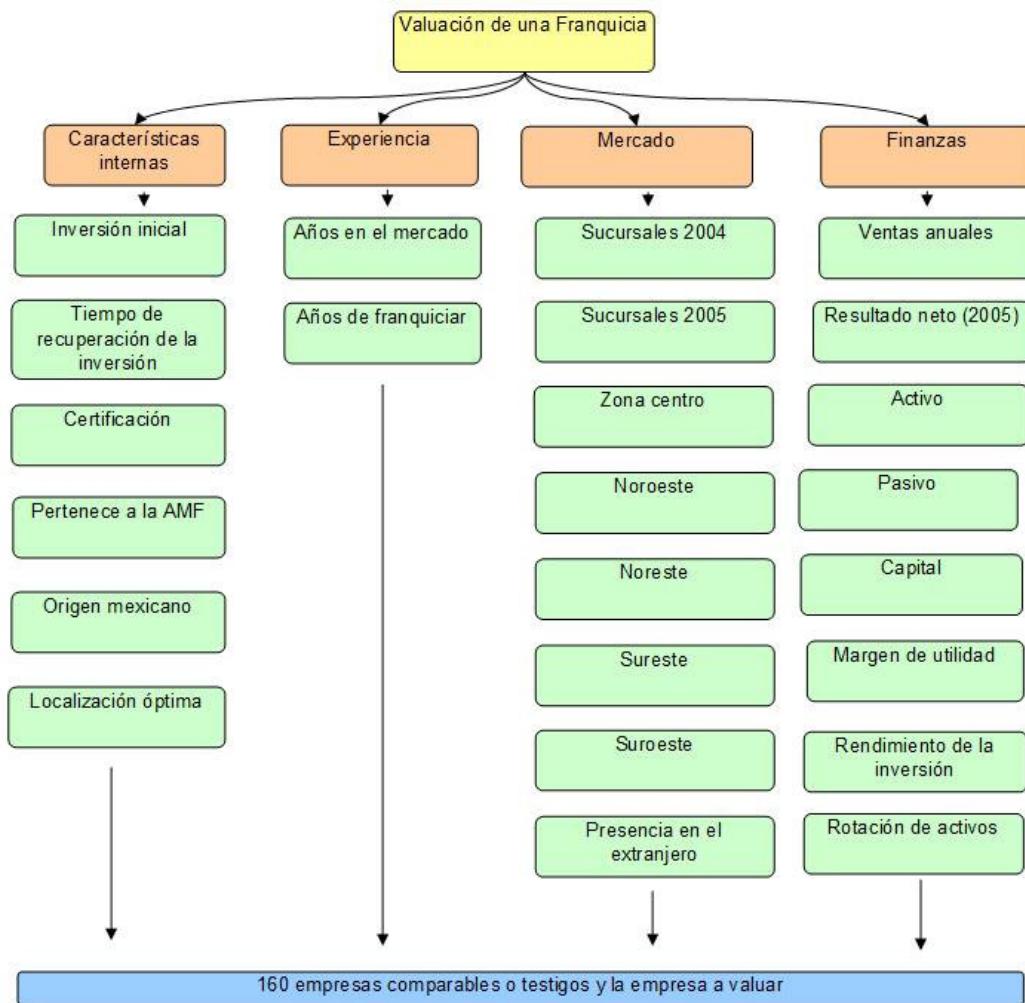 Valuación de una Franquicia
Características
internas
Inversión inicial
Tiempo de
recuperación de la
inversión
Certificación
Pertenece a la AMF
Origen mexicano
Localización óptima
Experiencia
Años en el mercado
Años de franquiciar
Mercado
Sucursales 2004
Sucursales 2005
Zona centro
Noroeste
Noreste
Sureste
Suroeste
Presencia en el
extranjero
Finanzas
Ventas anuales
Resultado neto (2005)
Activo
Pasivo
Capital
Margen de utilidad
Rendimiento de la
inversión
Rotación de activos
160 empresas comparables o testigos y la empresa a valuar